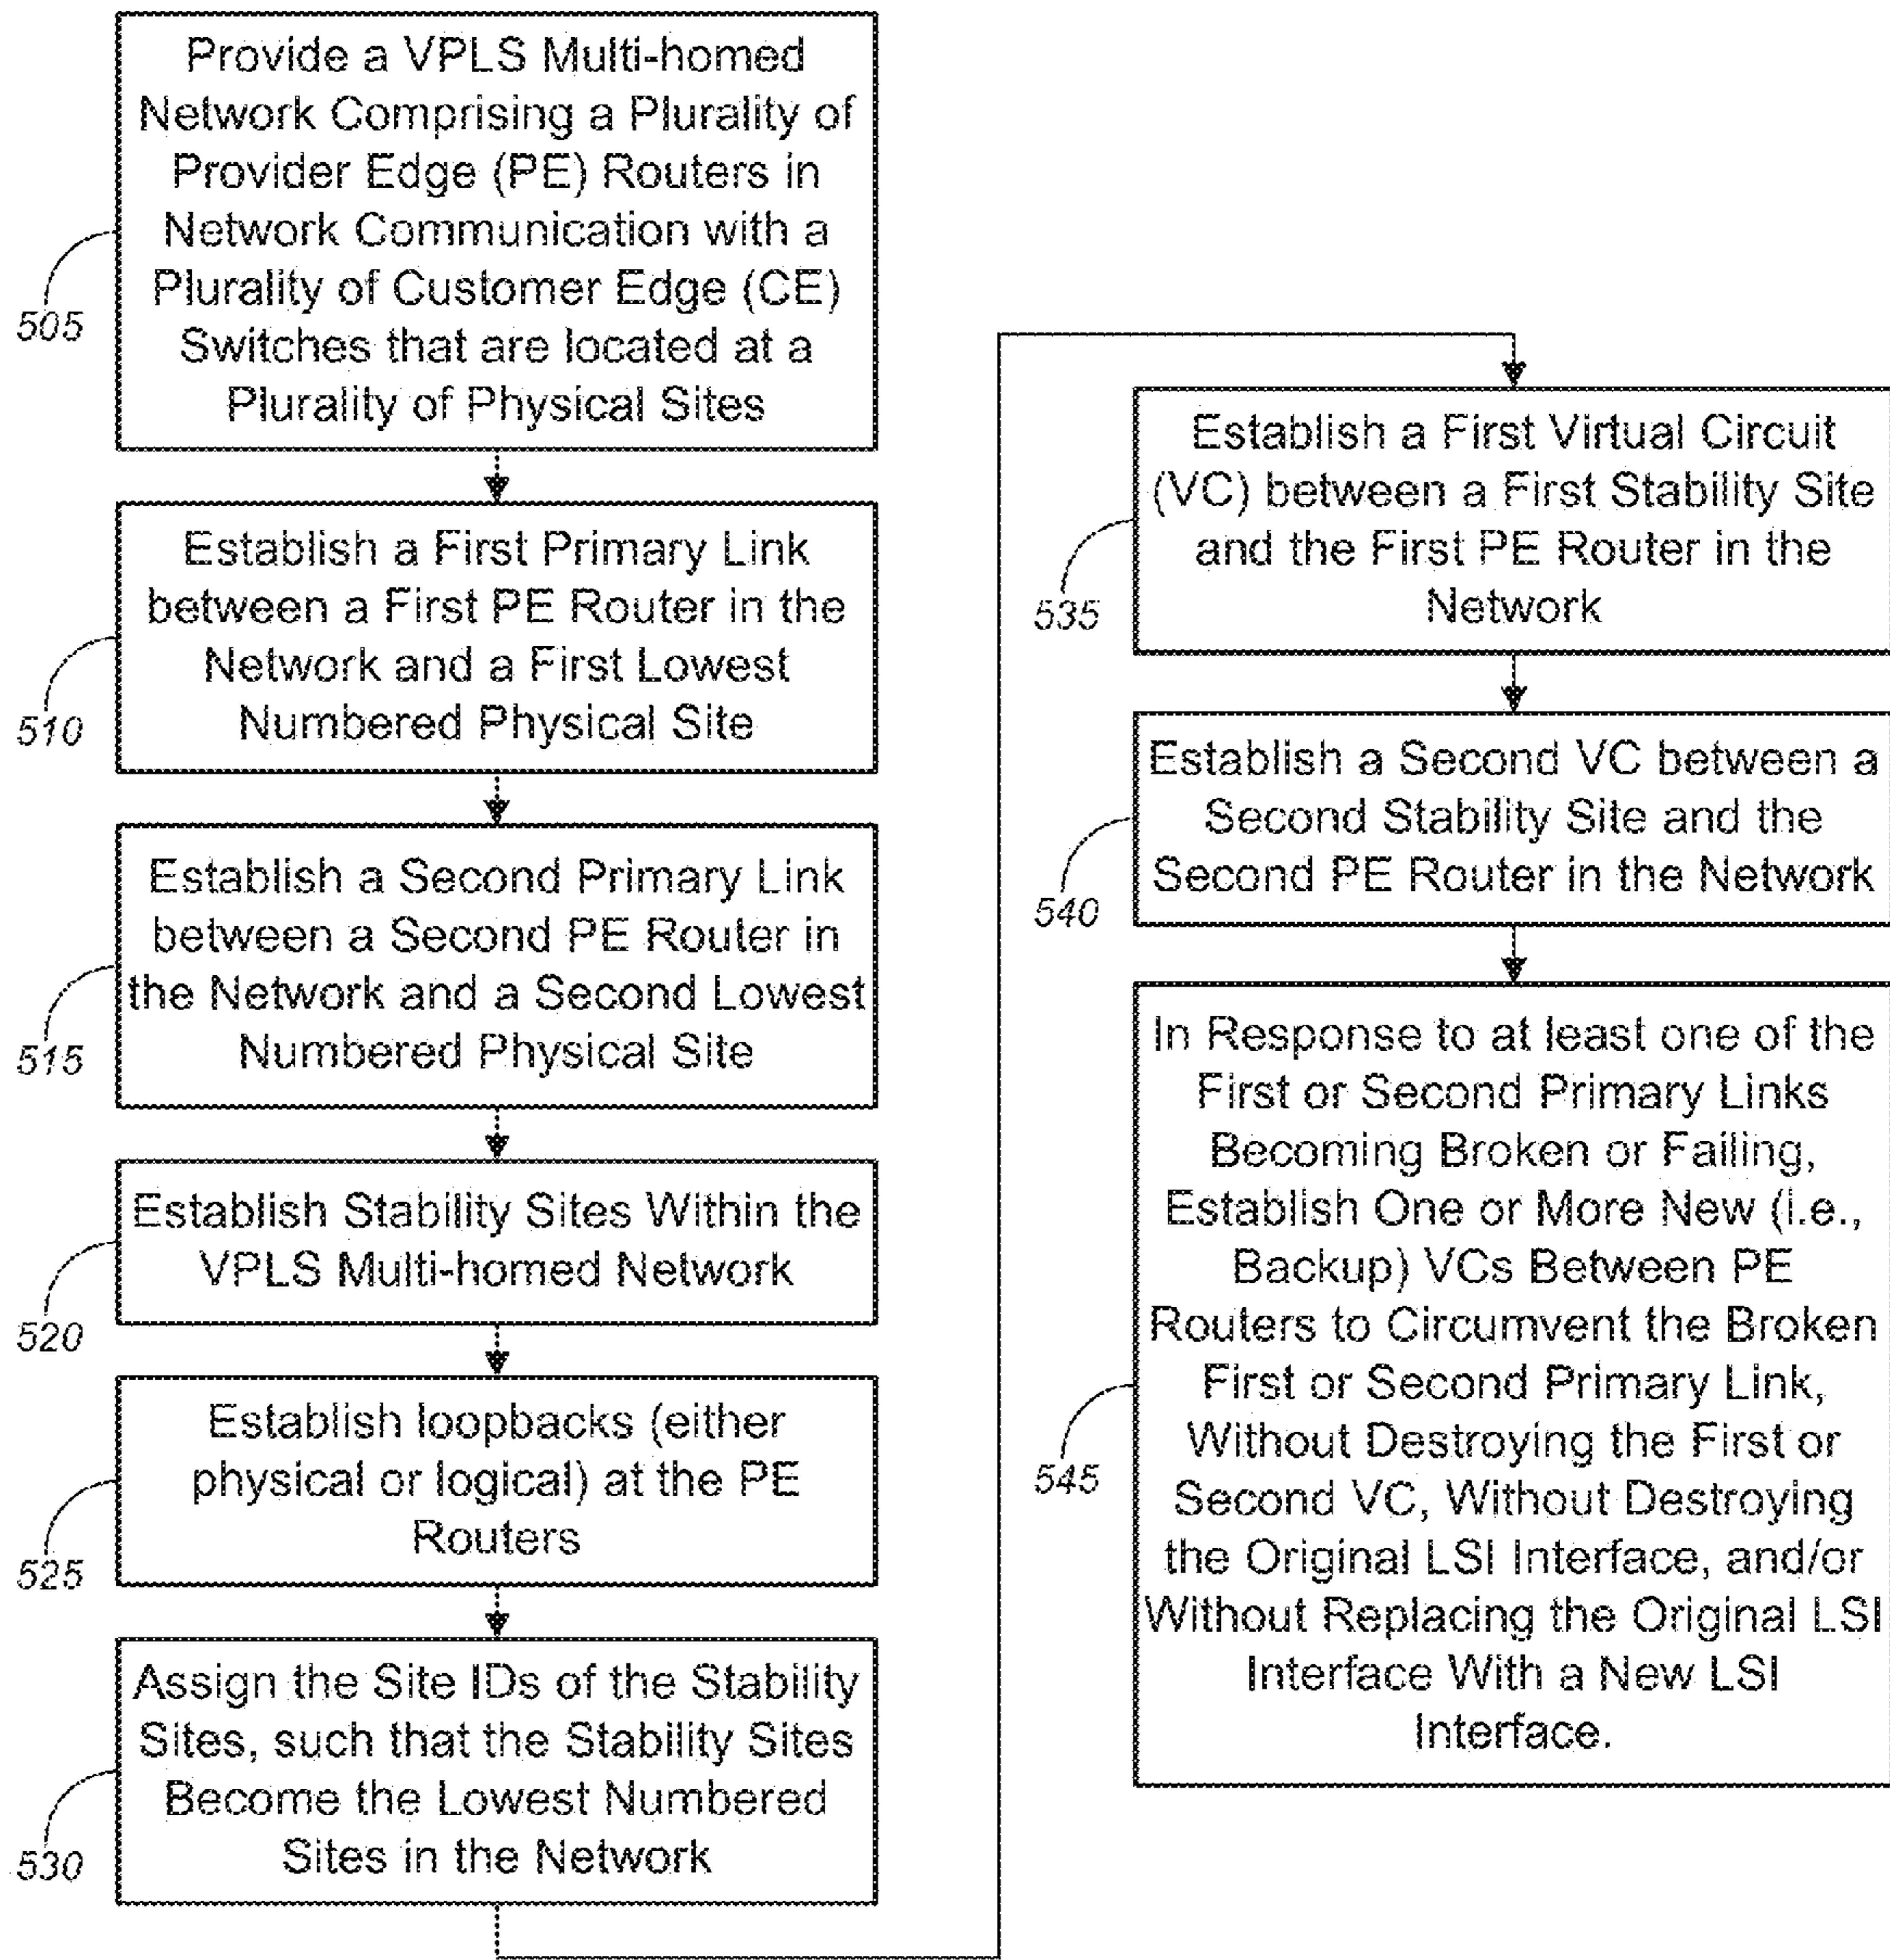 Provide a VPLS Multi-homed
Network Comprising a Plurality of
Provider Edge (PE) Routers in
Network Communication with a
Plurality of Customer Edge (CE)
Switches that are located at a
Plurality of Physical Sites
505
Establish a First Primary Link
between a First PE Router in the
Network and a First Lowest
Numbered Physical Site
510
Establish a Second Primary Link
between a Second PE Router in
the Network and a Second Lowest
Numbered Physical Site
515
Establish Stability Sites Within the
VPLS Multi-homed Network
520
Establish loopbacks (either
physical or logical) at the PE
Routers
525
Assign the Site IDs of the Stability
Sites, such that the Stability Sites
Become the Lowest Numbered
Sites in the Network
530
Establish a First Virtual Circuit
(VC) between a First Stability Site
and the First PE Router in the
Network
535
Establish a Second VC between a
Second Stability Site and the
Second PE Router in the Network
540
In Response to at least one of the
First or Second Primary Links
Becoming Broken or Failing,
Establish One or More New (i.e.,
Backup) VCs Between PE
Routers to Circumvent the Broken
First or Second Primary Link,
Without Destroying the First or
Second VC, Without Destroying
the Original LSI Interface, and/or
Without Replacing the Original LSI
Interface With a New LSI
Interface.
545